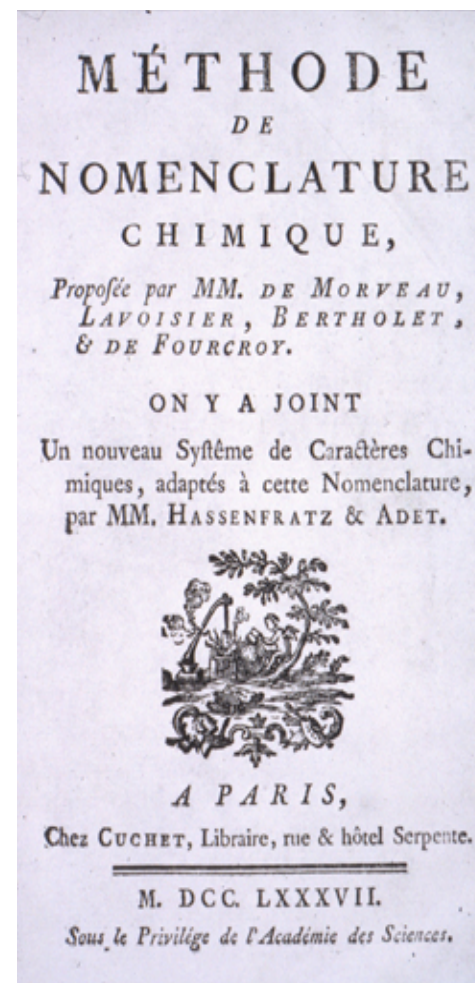 MÉTHODE
DE
NOMENCLATURE
CHIMIQUE,
Propoſée par MM. DE MORVEAU,
LAVOISIER, BERTHOLET,
& DE FOURCROY.
ON Y A JOINT
Un nouveau Syſtême de Caractères Chi-
miques, adaptés à cette Nomenclature,
par MM. HASSENFRATZ & ADET.
A PARIS,
Chez CUCHET, Libraire, rue & hôtel Serpente.
M. DCC. LXXXVII.
Sous le Privilége de l'Académie des Sciences.